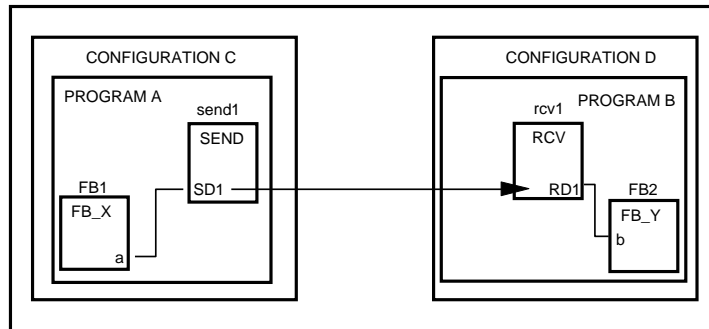 CONFIGURATION C
PROGRAM A
send1
SEND
SD1
FB1
FB_X
a
CONFIGURATION D
PROGRAM B
rcv1
RCV
RD1
FB2
FB_Y
b